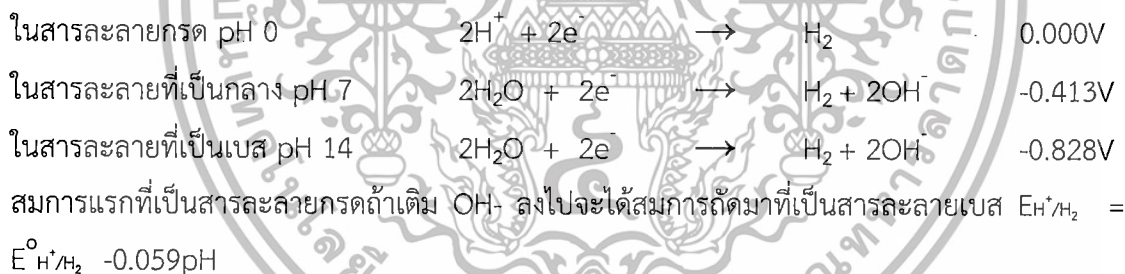 ในสารละลายกรด pH 0 2H⁺ + 2e⁻ → H₂ 0.000V
ในสารละลายที่เป็นกลาง pH 7 2H₂O + 2e⁻ → H₂ + 2OH⁻ -0.413V
ในสารละลายที่เป็นเบส pH 14 2H₂O + 2e⁻ → H₂ + 2OH⁻ -0.828V
สมการแรกที่เป็นสารละลายกรดถ้าเติม OH- ลงไปจะได้สมการถัดมาที่เป็นสารละลายเบส E_H⁺/H₂ =
E°_H⁺/H₂ -0.059pH